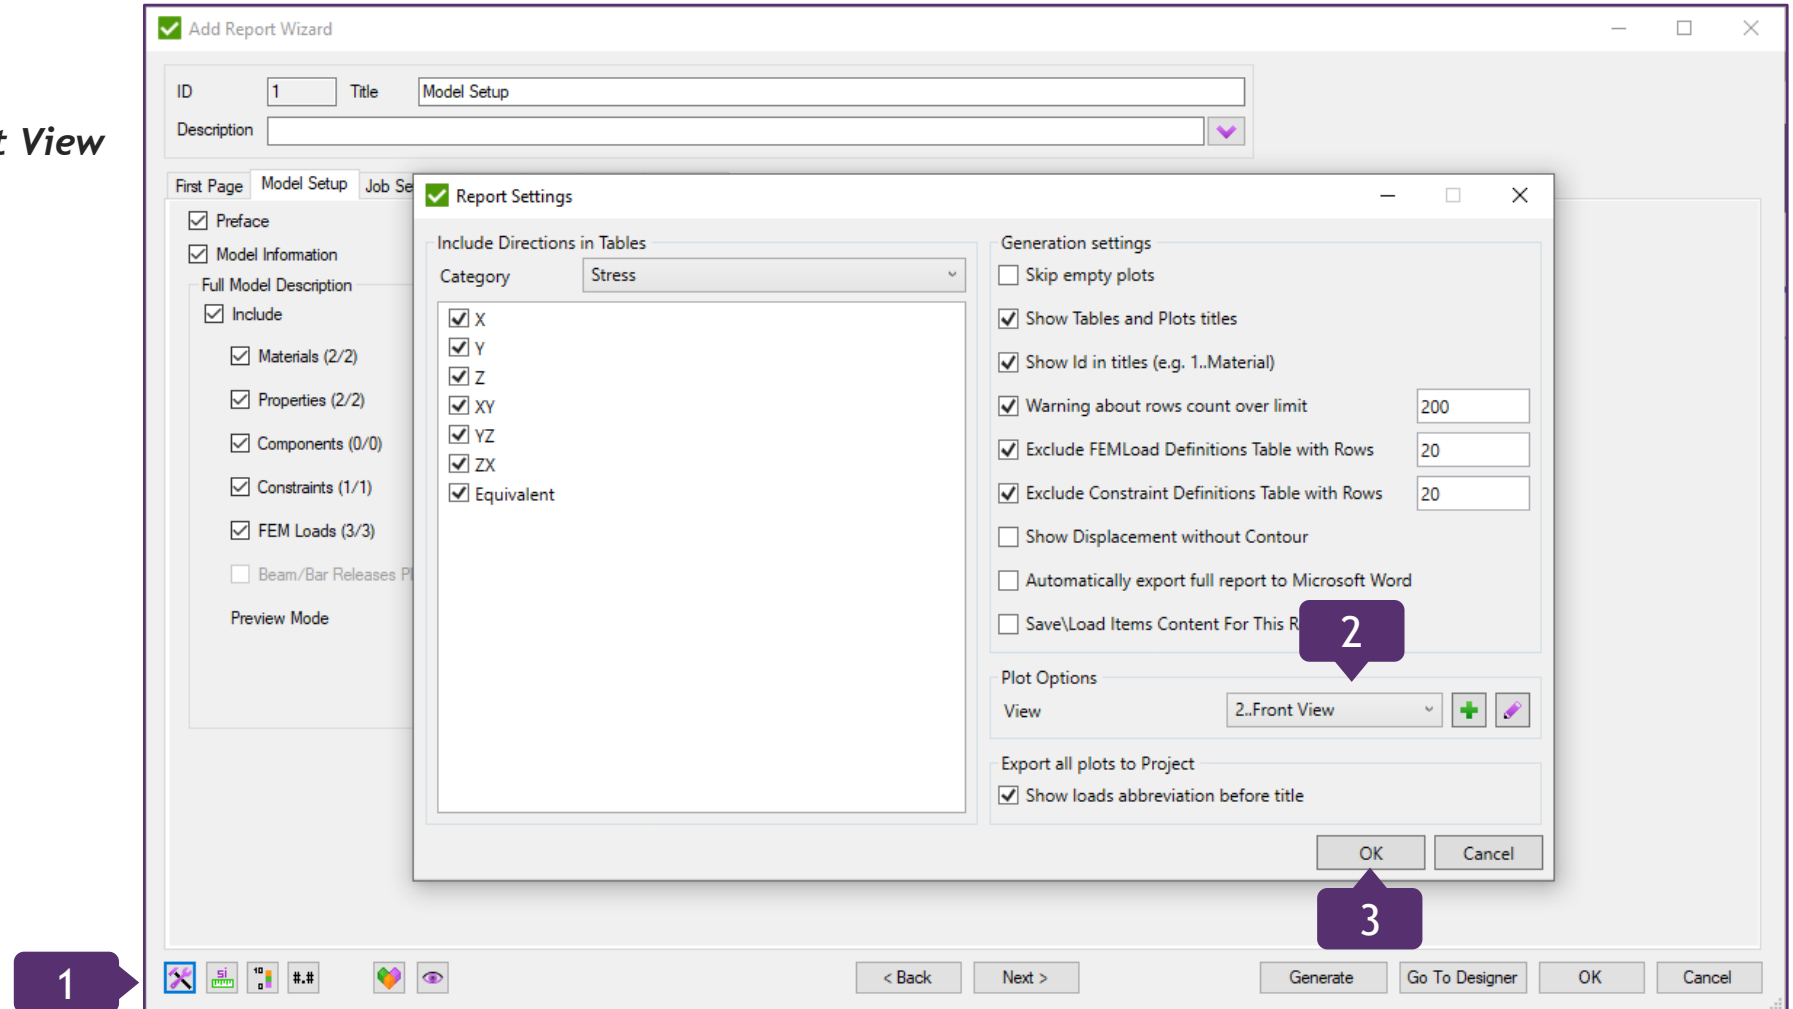 Add Report Wizard
ID 1 Title Model Setup
Description
View
First Page Model Setup Job
Preface
Model Information
Full Model Description
Include
Materials (2/2)
Properties (2/2)
Components (0/0)
Constraints (1/1)
FEM Loads (3/3)
Beam/Bar Releases
Preview Mode
Report Settings
Include Directions in Tables
Category Stress
X
Y
Z
XY
YZ
ZX
Equivalent
Generation settings
Skip empty plots
Show Tables and Plots titles
Show Id in titles (e.g. 1..Material)
Warning about rows count over limit 200
Exclude FEMLoad Definitions Table with Rows 20
Exclude Constraint Definitions Table with Rows 20
Show Displacement without Contour
Automatically export full report to Microsoft Word
Save\Load Items Content For This
2
Plot Options
View 2..Front View
Export all plots to Project
Show loads abbreviation before title
OK Cancel
3
1
si 10 0 #.# < Back Next > Generate Go To Designer OK Cancel